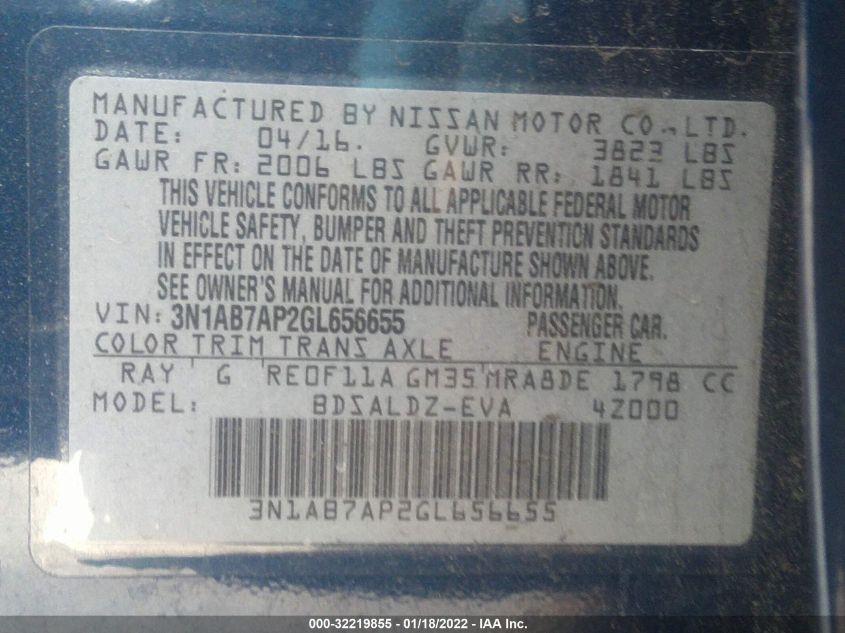 MANUFACTURED BY NISSAN MOTOR CO., LTD.
DATE: 04/16. GVWR: 3823 LBS
GAWR FR: 2006 LBS GAWR RR: 1841 LBS
THIS VEHICLE CONFORMS TO ALL APPLICABLE FEDERAL MOTOR
VEHICLE SAFETY, BUMPER AND THEFT PREVENTION STANDARDS
IN EFFECT ON THE DATE OF MANUFACTURE SHOWN ABOVE.
SEE OWNER'S MANUAL FOR ADDITIONAL INFORMATION.
VIN: 3N1AB7AP2GL656655 PASSENGER CAR.
COLOR TRIM TRANS AXLE ENGINE
RAY G RE0F11A GM35 MRA8DE 1798 CC
MODEL: BDSALDZ-EVA 4Z000
3N1AB7AP2GL656655
000-32219855 - 01/18/2022 - IAA Inc.